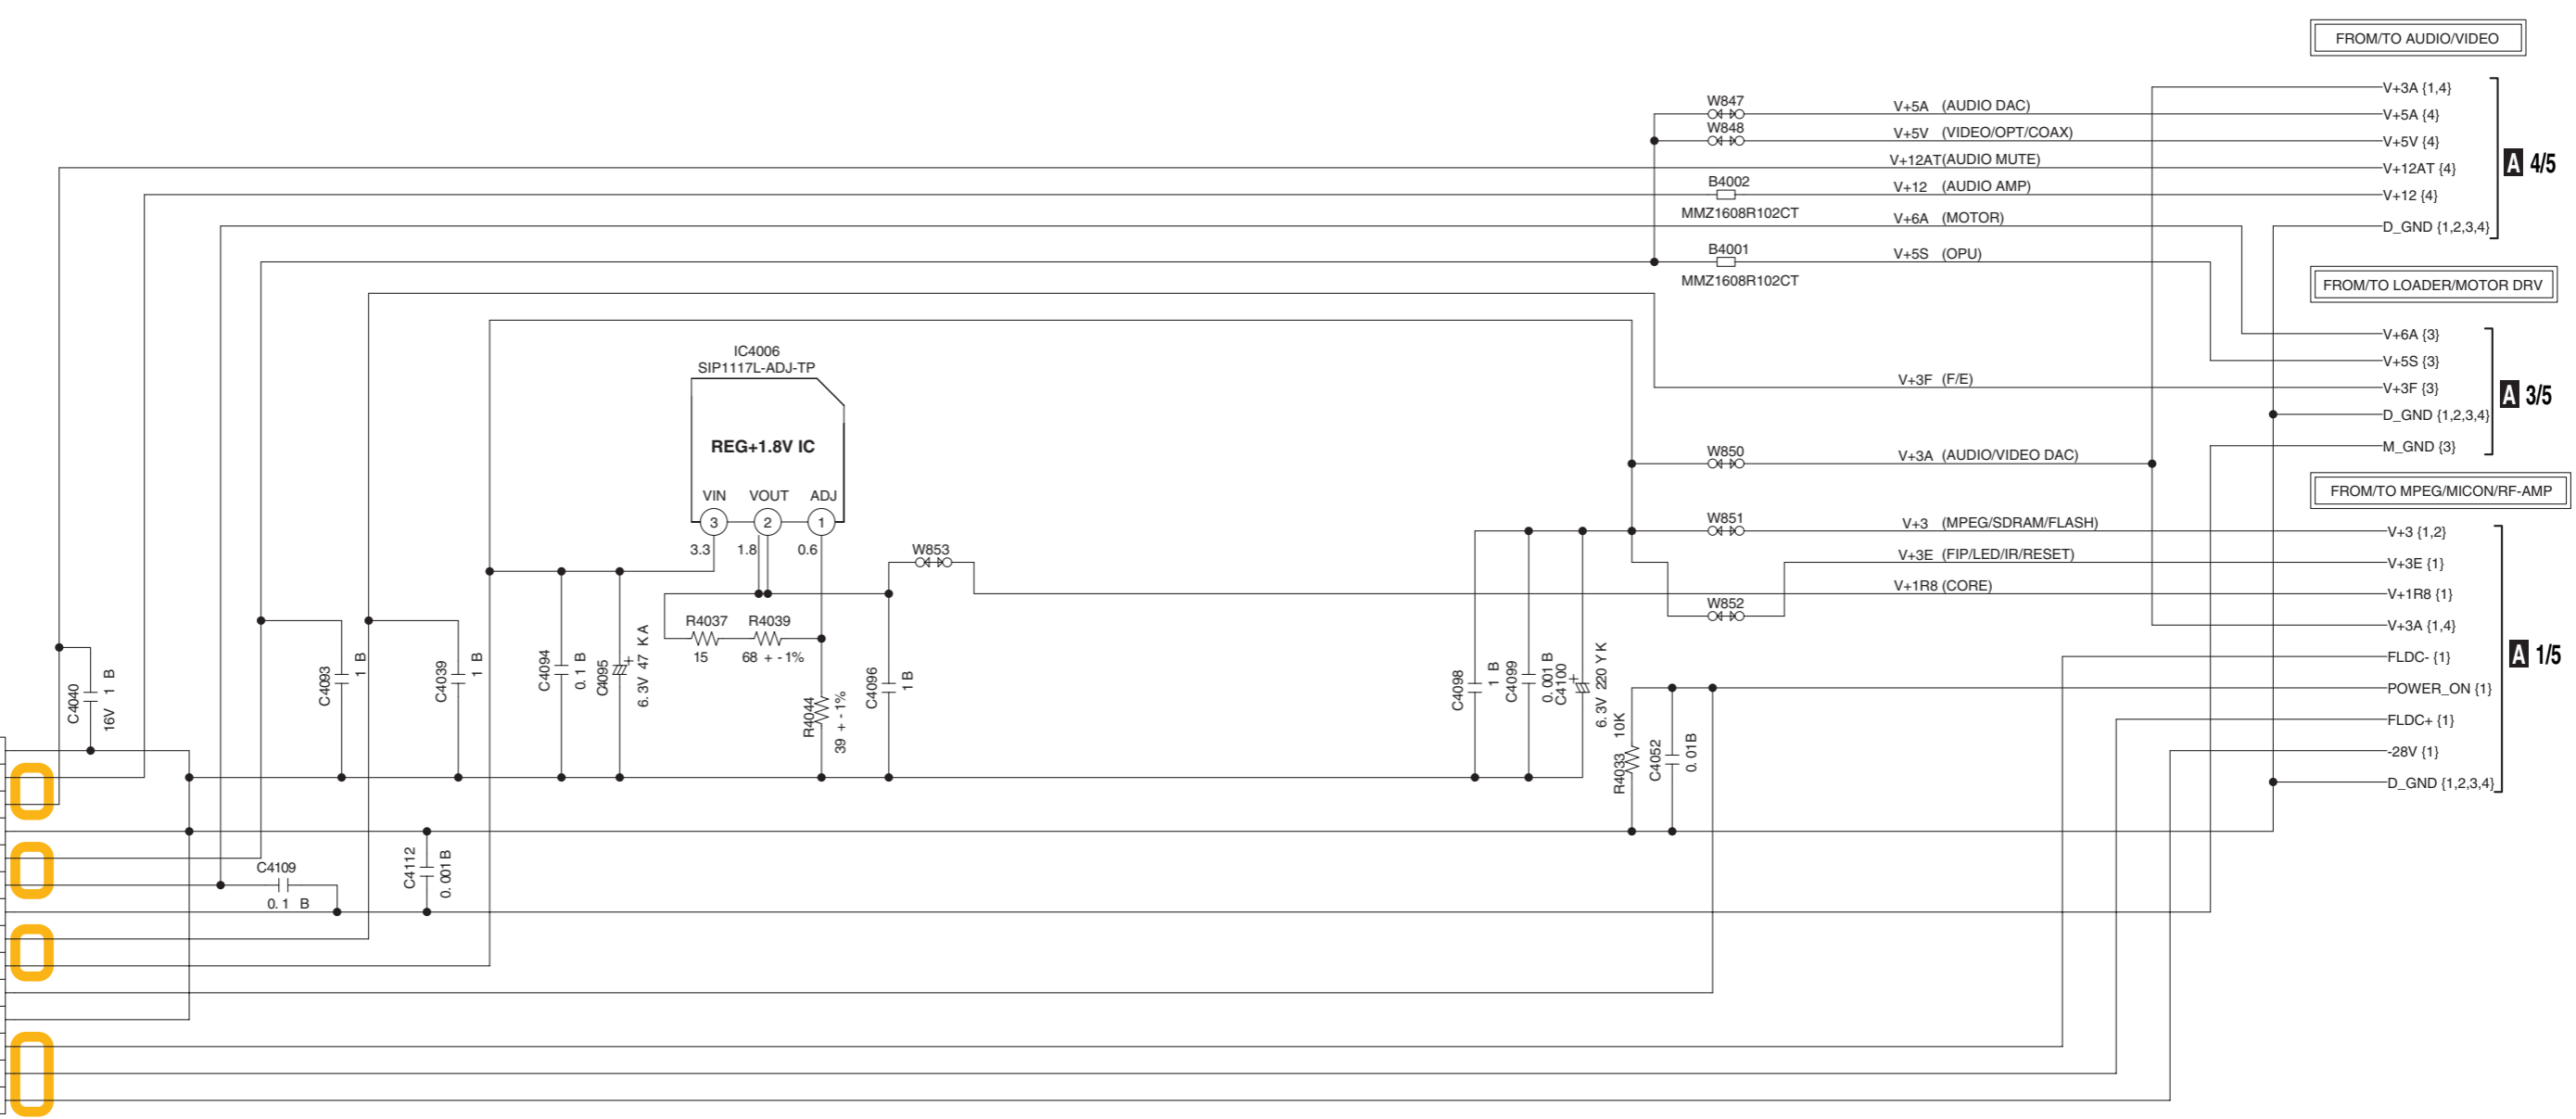 FROM/TO AUDIO/VIDEO
V+3A {1,4}
W847
V+5A (AUDIO DAC)
V+5A {4}
W848
V+5V (VIDEO/OPT/COAX)
V+5V {4}
V+12AT(AUDIO MUTE)
V+12AT {4}
A 4/5
B4002
V+12 (AUDIO AMP)
V+12 {4}
MMZ1608R102CT
V+6A (MOTOR)
D_GND {1,2,3,4}
B4001
V+5S (OPU)
MMZ1608R102CT
FROM/TO LOADER/MOTOR DRV
V+6A {3}
IC4006
SIP1117L-ADJ-TP
V+5S {3}
V+3F (F/E)
V+3F {3}
A 3/5
D_GND {1,2,3,4}
REG+1.8V IC
M_GND {3}
W850
V+3A (AUDIO/VIDEO DAC)
FROM/TO MPEG/MICON/RF-AMP
VIN VOUT ADJ
3 2 1
W851
V+3 (MPEG/SDRAM/FLASH)
V+3 {1,2}
3.3 1.8 0.6
W853
V+3E (FIP/LED/IR/RESET)
V+3E {1}
V+1R8 (CORE)
V+1R8 {1}
W852
R4037 R4039
15 68 +-1%
V+3A {1,4}
A 1/5
FLDC- {1}
C4040
16V 1 B
C4093
1 B
C4039
1 B
C4094
0.1 B
C4095
6.3V 47 KA
R4044
39 +-1%
C4096
1 B
C4098
1 B
C4099
0.001 B
C4100
6.3V 220 YK
R4033 10K
C4052
0.01B
POWER_ON {1}
FLDC+ {1}
-28V {1}
D_GND {1,2,3,4}
C4109
0.1 B
C4112
0.001B